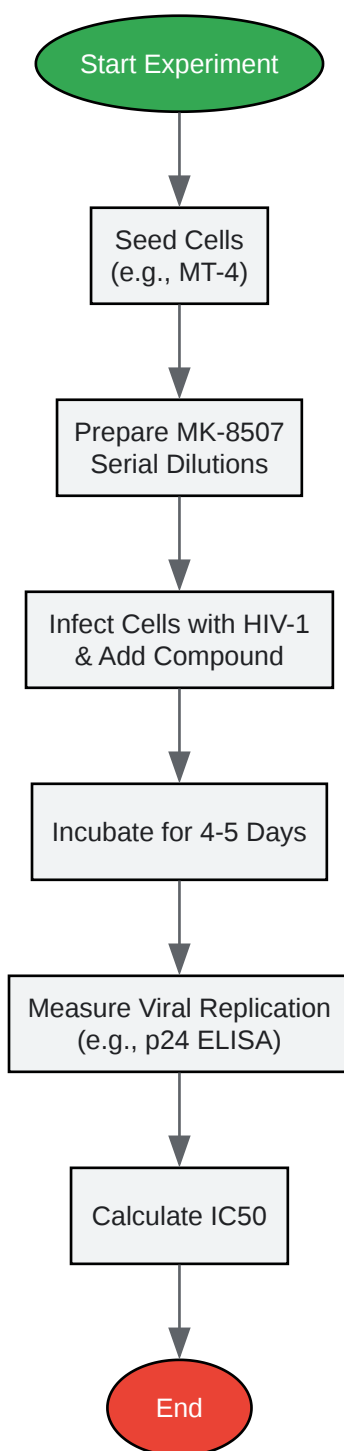 Start Experiment
Seed Cells
(e.g., MT-4)
Prepare MK-8507
Serial Dilutions
Infect Cells with HIV-1
& Add Compound
Incubate for 4-5 Days
Measure Viral Replication
(e.g., p24 ELISA)
Calculate IC50
End